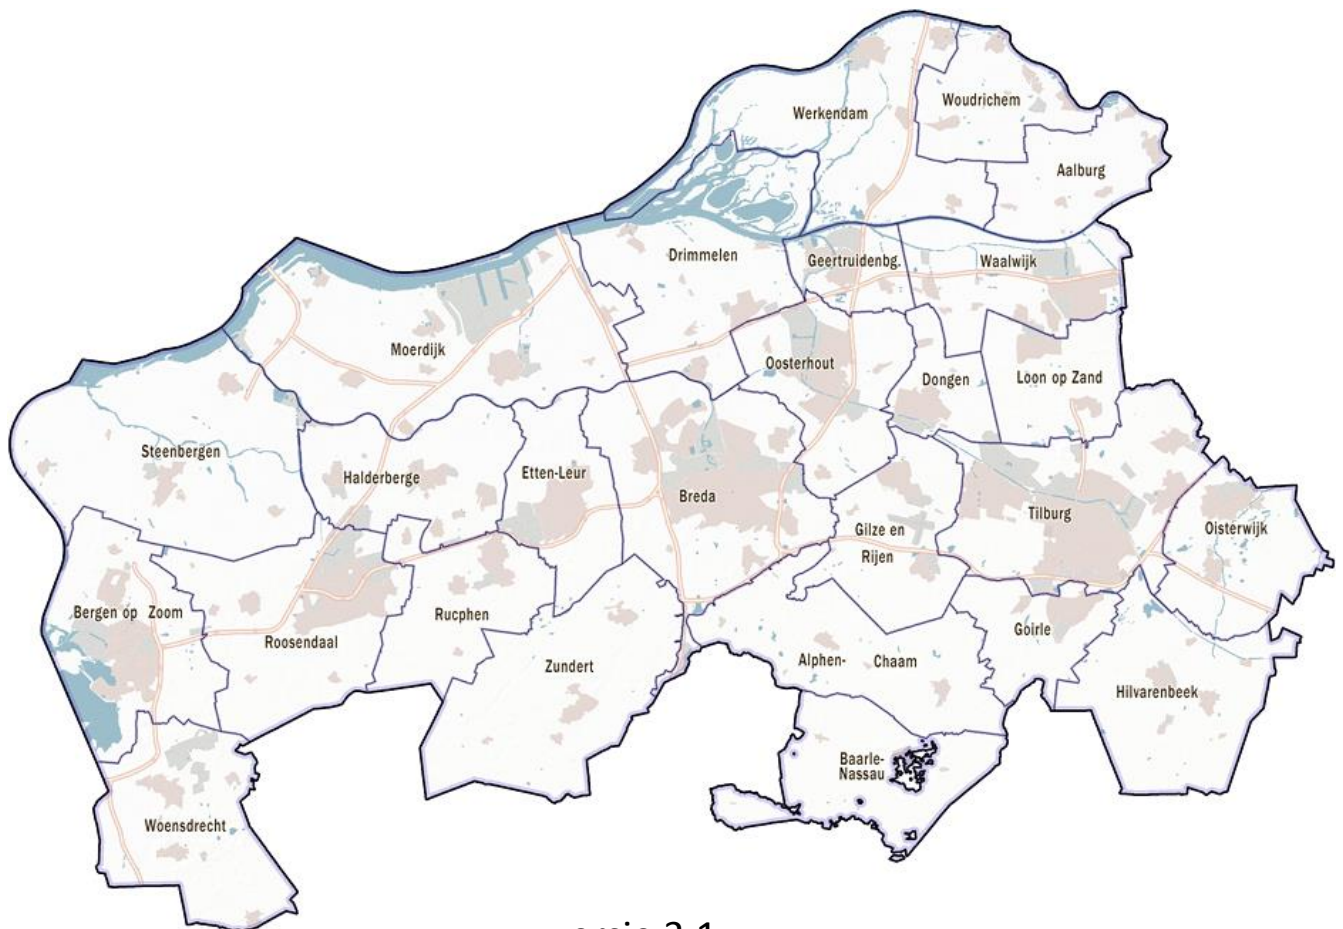 Werkendam
Woudrichem
Aalburg
Drimmelen
Geertruidenbg.
Waalwijk
Moerdijk
Oosterhout
Dongen
Loon op Zand
Steenbergen
Halderberge
Etten-Leur
Breda
Tilburg
Gilze en
Rijen
Oisterwijk
Bergen op Zoom
Roosendaal
Rucphen
Zundert
Alphen- Chaam
Goirle
Hilvarenbeek
Baarle-
Nassau
Woensdrecht